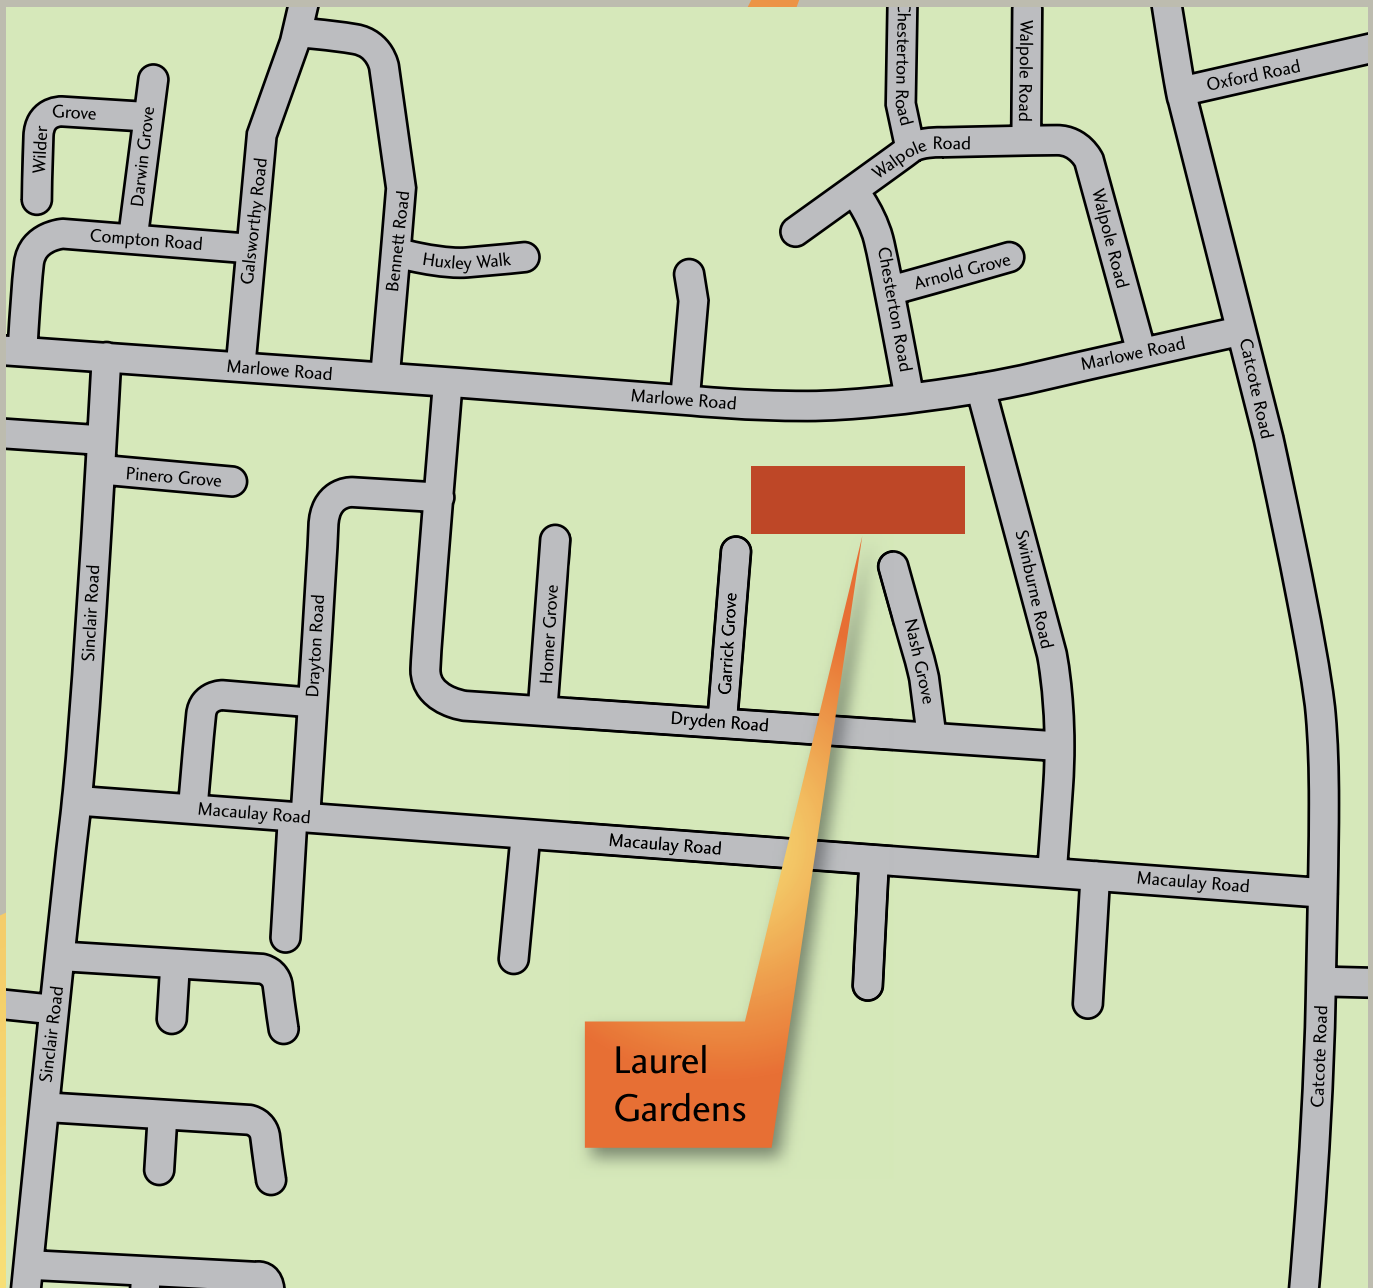 Chesterton Road
Walpole Road
Oxford Road
Grove
Wilder
Darwin Grove
Walpole Road
Galsworthy Road
Bennett Road
Walpole Road
Compton Road
Huxley Walk
Chesterton Road
Arnold Grove
Marlowe Road
Marlowe Road
Marlowe Road
Catcote Road
Pinero Grove
Sinclair Road
Drayton Road
Homer Grove
Garrick Grove
Nash Grove
Swinburne Road
Dryden Road
Macaulay Road
Macaulay Road
Macaulay Road
Sinclair Road
Catcote Road
Laurel
Gardens